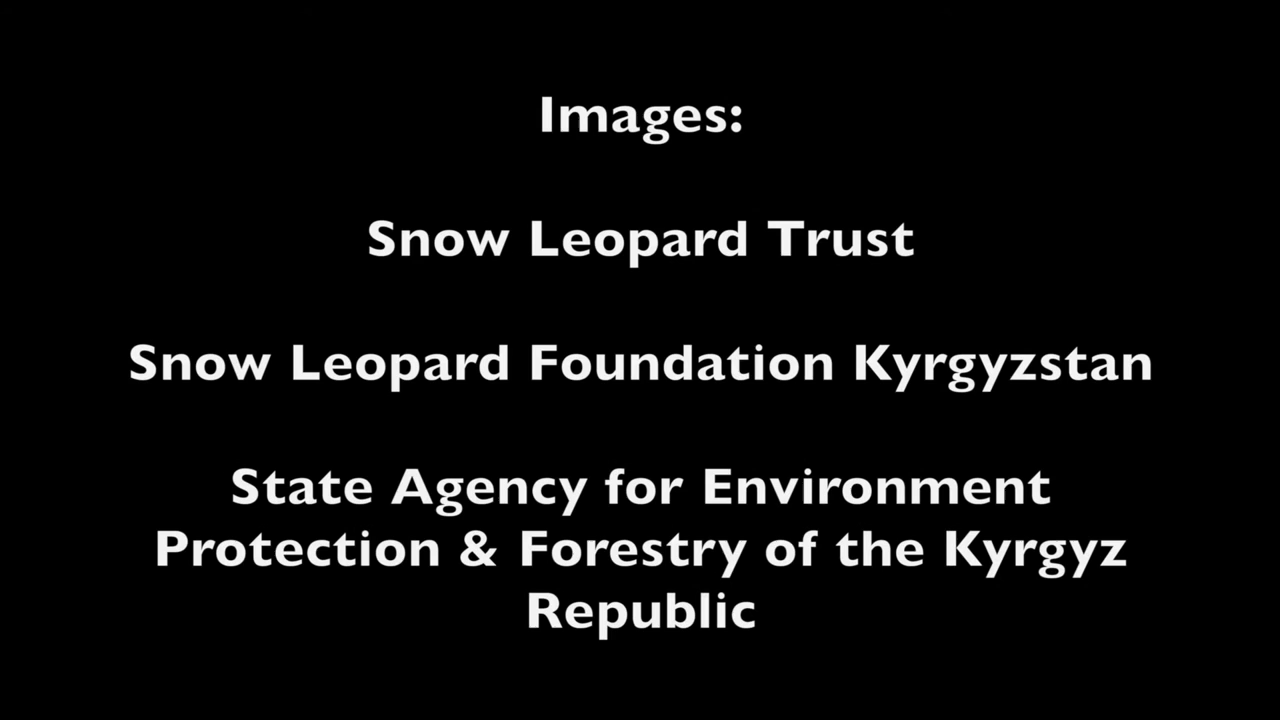 Images:
Snow Leopard Trust
Snow Leopard Foundation Kyrgyzstan
State Agency for Environment
Protection & Forestry of the Kyrgyz
Republic